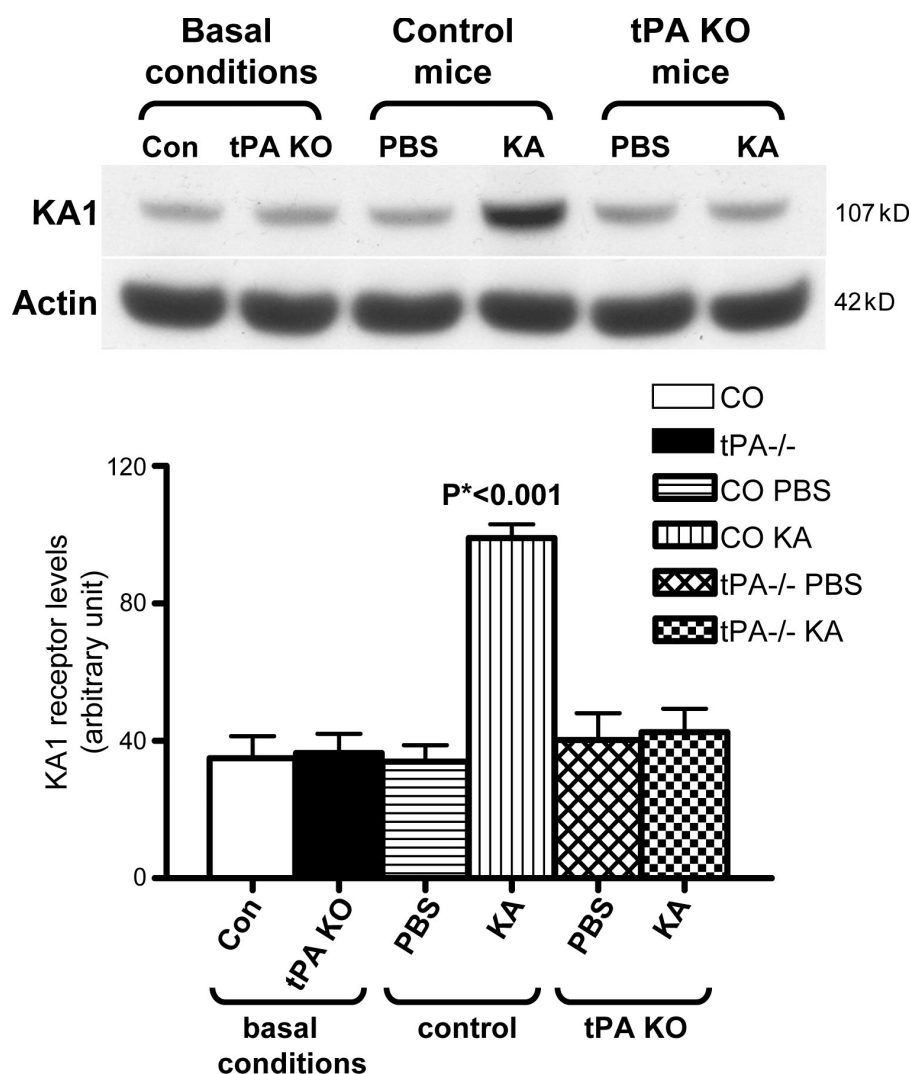 Basal
conditions
Control
mice
tPA KO
mice
Con tPA KO PBS KA PBS KA
KA1
107 kD
Actin
42 kD
CO
tPA-/-
CO PBS
CO KA
tPA-/- PBS
tPA-/- KA
P*<0.001
KA1 receptor levels
(arbitrary unit)
120
80
40
0
Con tPA KO PBS KA PBS KA
basal
conditions
control
tPA KO